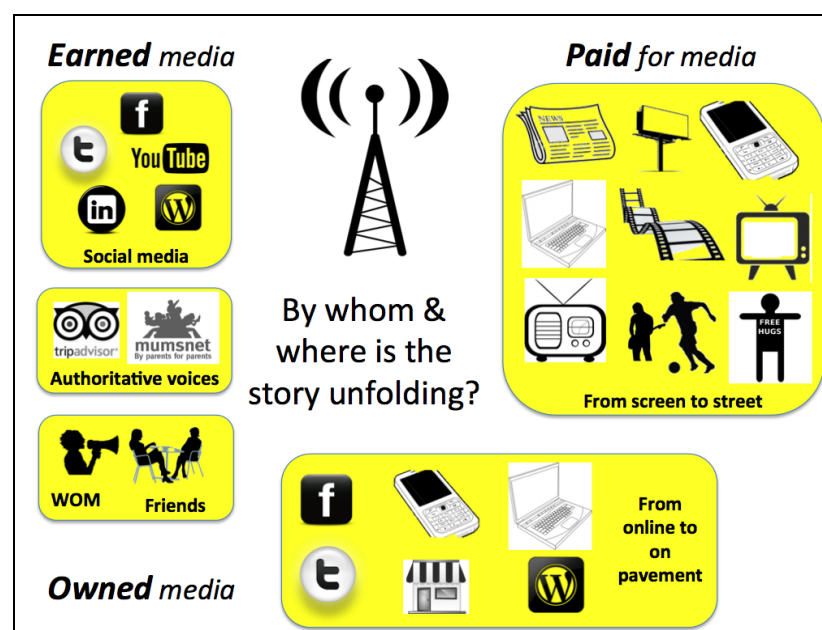 Earned media
f
t
You Tube
in
W
Social media
tripadvisor®
mumsnet
By parents for parents
Authoritative voices
WOM
Friends
Owned media
By whom &
where is the
story unfolding?
Paid for media
NEWS
FREE
HUGS
From screen to street
f
t
W
From
online to
on
pavement